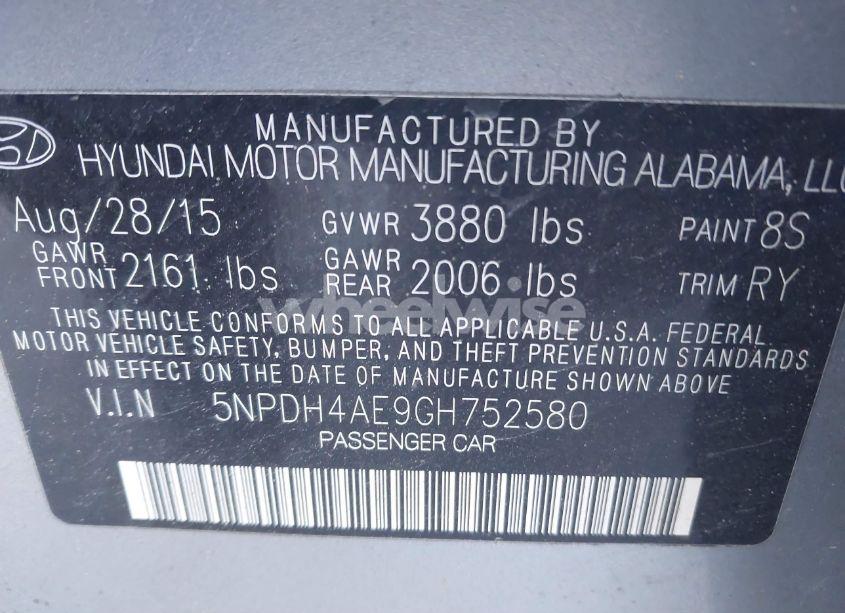 MANUFACTURED BY
HYUNDAI MOTOR MANUFACTURING ALABAMA, LLC
Aug/28/15 GVWR 3880 lbs PAINT 8S
GAWR FRONT 2161 lbs GAWR REAR 2006 lbs TRIM RY
wheelwise
THIS VEHICLE CONFORMS TO ALL APPLICABLE U.S.A. FEDERAL
MOTOR VEHICLE SAFETY, BUMPER, AND THEFT PREVENTION STANDARDS
IN EFFECT ON THE DATE OF MANUFACTURE SHOWN ABOVE
V.I.N 5NPDH4AE9GH752580
PASSENGER CAR